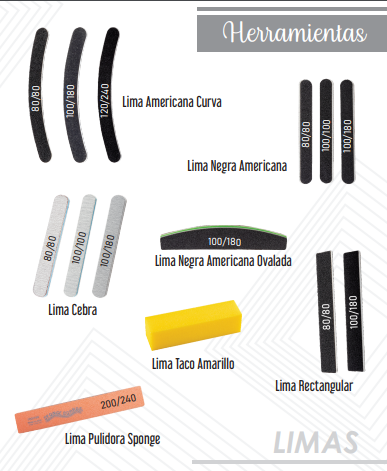 Herramientas
80/80
100/180
120/240
Lima Americana Curva
80/80
100/100
100/180
Lima Negra Americana
80/80
100/100
100/180
Lima Cebra
100/180
Lima Negra Americana Ovalada
Lima Taco Amarillo
80/80
100/180
Lima Rectangular
200/240
Lima Pulidora Sponge
LIMAS